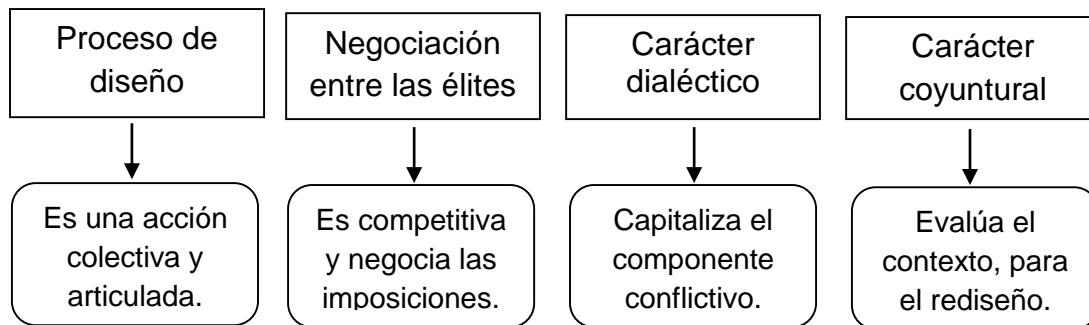 Proceso de
diseño
Negociación
entre las élites
Carácter
dialéctico
Carácter
coyuntural
Es una acción
colectiva y
articulada.
Es competitiva
y negocia las
imposiciones.
Capitaliza el
componente
conflictivo.
Evalúa el
contexto, para
el rediseño.